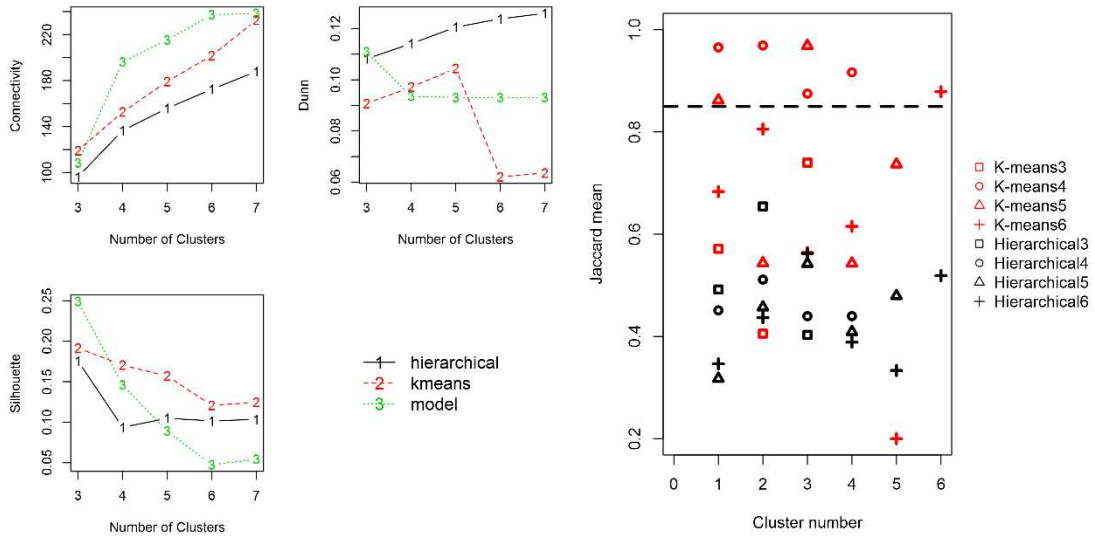 Connectivity
100 140 180 220
3 4 5 6 7
Number of Clusters
Dunn
0.06 0.08 0.10 0.12
3 4 5 6 7
Number of Clusters
Silhouette
0.05 0.10 0.15 0.20 0.25
3 4 5 6 7
Number of Clusters
1 hierarchical
2 kmeans
3 model
Jaccard mean
0.2 0.4 0.6 0.8 1.0
0 1 2 3 4 5 6
Cluster number
K-means3
K-means4
K-means5
K-means6
Hierarchical3
Hierarchical4
Hierarchical5
Hierarchical6